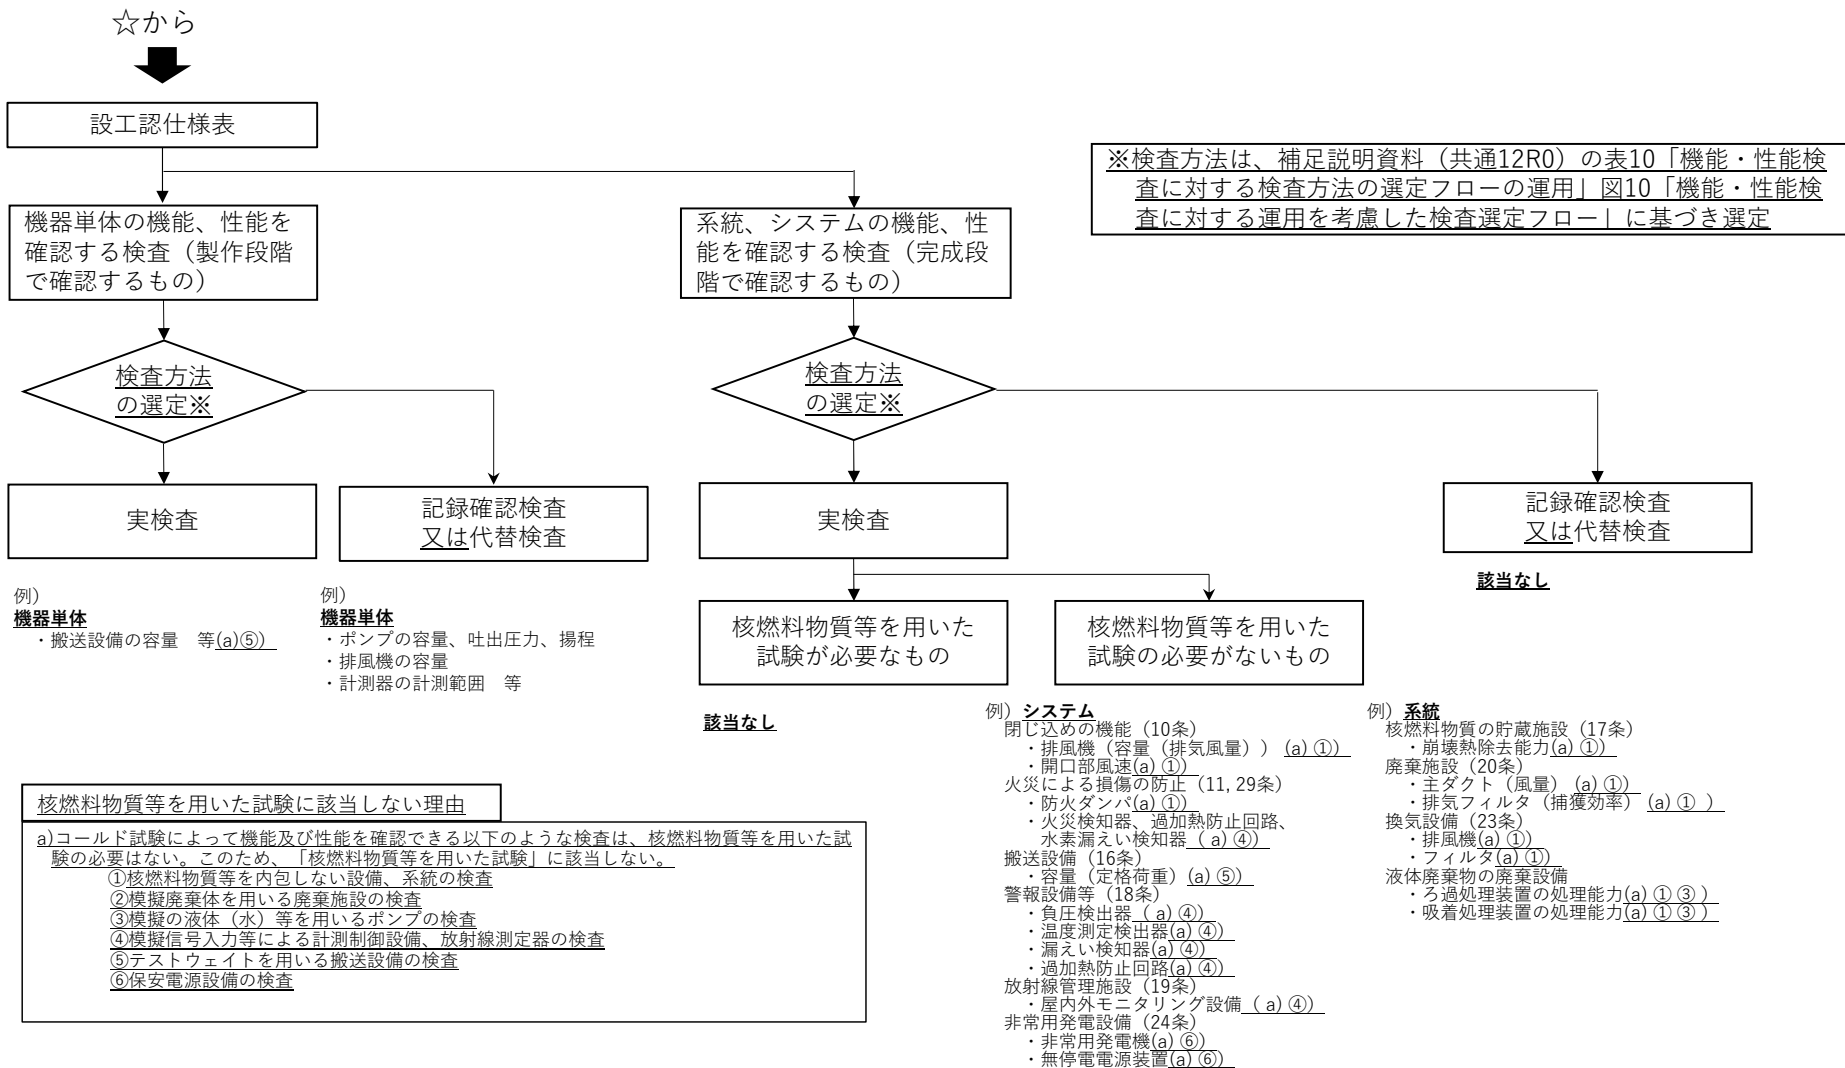 ☆から
設工認仕様表
※検査方法は、補足説明資料（共通12R0）の表10「機能・性能検
査に対する検査方法の選定フローの運用」図10「機能・性能検
査に対する運用を考慮した検査選定フロー」に基づき選定
機器単体の機能、性能を
確認する検査（製作段階
で確認するもの）
系統、システムの機能、性
能を確認する検査（完成段
階で確認するもの）
検査方法
の選定※
検査方法
の選定※
実検査
記録確認検査
又は代替検査
実検査
記録確認検査
又は代替検査
例）
機器単体
・搬送設備の容量　等(a)⑤）
例）
機器単体
・ポンプの容量、吐出圧力、揚程
・排風機の容量
・計測器の計測範囲　等
該当なし
核燃料物質等を用いた
試験が必要なもの
核燃料物質等を用いた
試験の必要がないもの
該当なし
例）システム
閉じ込めの機能（10条）
・排風機（容量（排気風量））(a) ①）
・開口部風速(a) ①）
火災による損傷の防止（11, 29条）
・防火ダンパ(a) ①）
・火災検知器、過加熱防止回路、
水素漏えい検知器（ a) ④）
搬送設備（16条）
・容量（定格荷重）(a) ⑤）
警報設備等（18条）
・負圧検出器（ a) ④）
・温度測定検出器(a) ④）
・漏えい検知器(a) ④）
・過加熱防止回路(a) ④）
放射線管理施設（19条）
・屋内外モニタリング設備（ a) ④）
非常用発電設備（24条）
・非常用発電機(a) ⑥）
・無停電電源装置(a) ⑥）
例）系統
核燃料物質の貯蔵施設（17条）
・崩壊熱除去能力(a) ①）
廃棄施設（20条）
・主ダクト（風量）(a) ①）
・排気フィルタ（捕獲効率）(a) ① ）
換気設備（23条）
・排風機(a) ①）
・フィルタ(a) ①）
液体廃棄物の廃棄設備
・ろ過処理装置の処理能力(a) ① ③ ）
・吸着処理装置の処理能力(a) ① ③ ）
核燃料物質等を用いた試験に該当しない理由
a)コールド試験によって機能及び性能を確認できる以下のような検査は、核燃料物質等を用いた試
験の必要はない。このため、「核燃料物質等を用いた試験」に該当しない。
①核燃料物質等を内包しない設備、系統の検査
②模擬廃棄体を用いる廃棄施設の検査
③模擬の液体（水）等を用いるポンプの検査
④模擬信号入力等による計測制御設備、放射線測定器の検査
⑤テストウェイトを用いる搬送設備の検査
⑥保安電源設備の検査